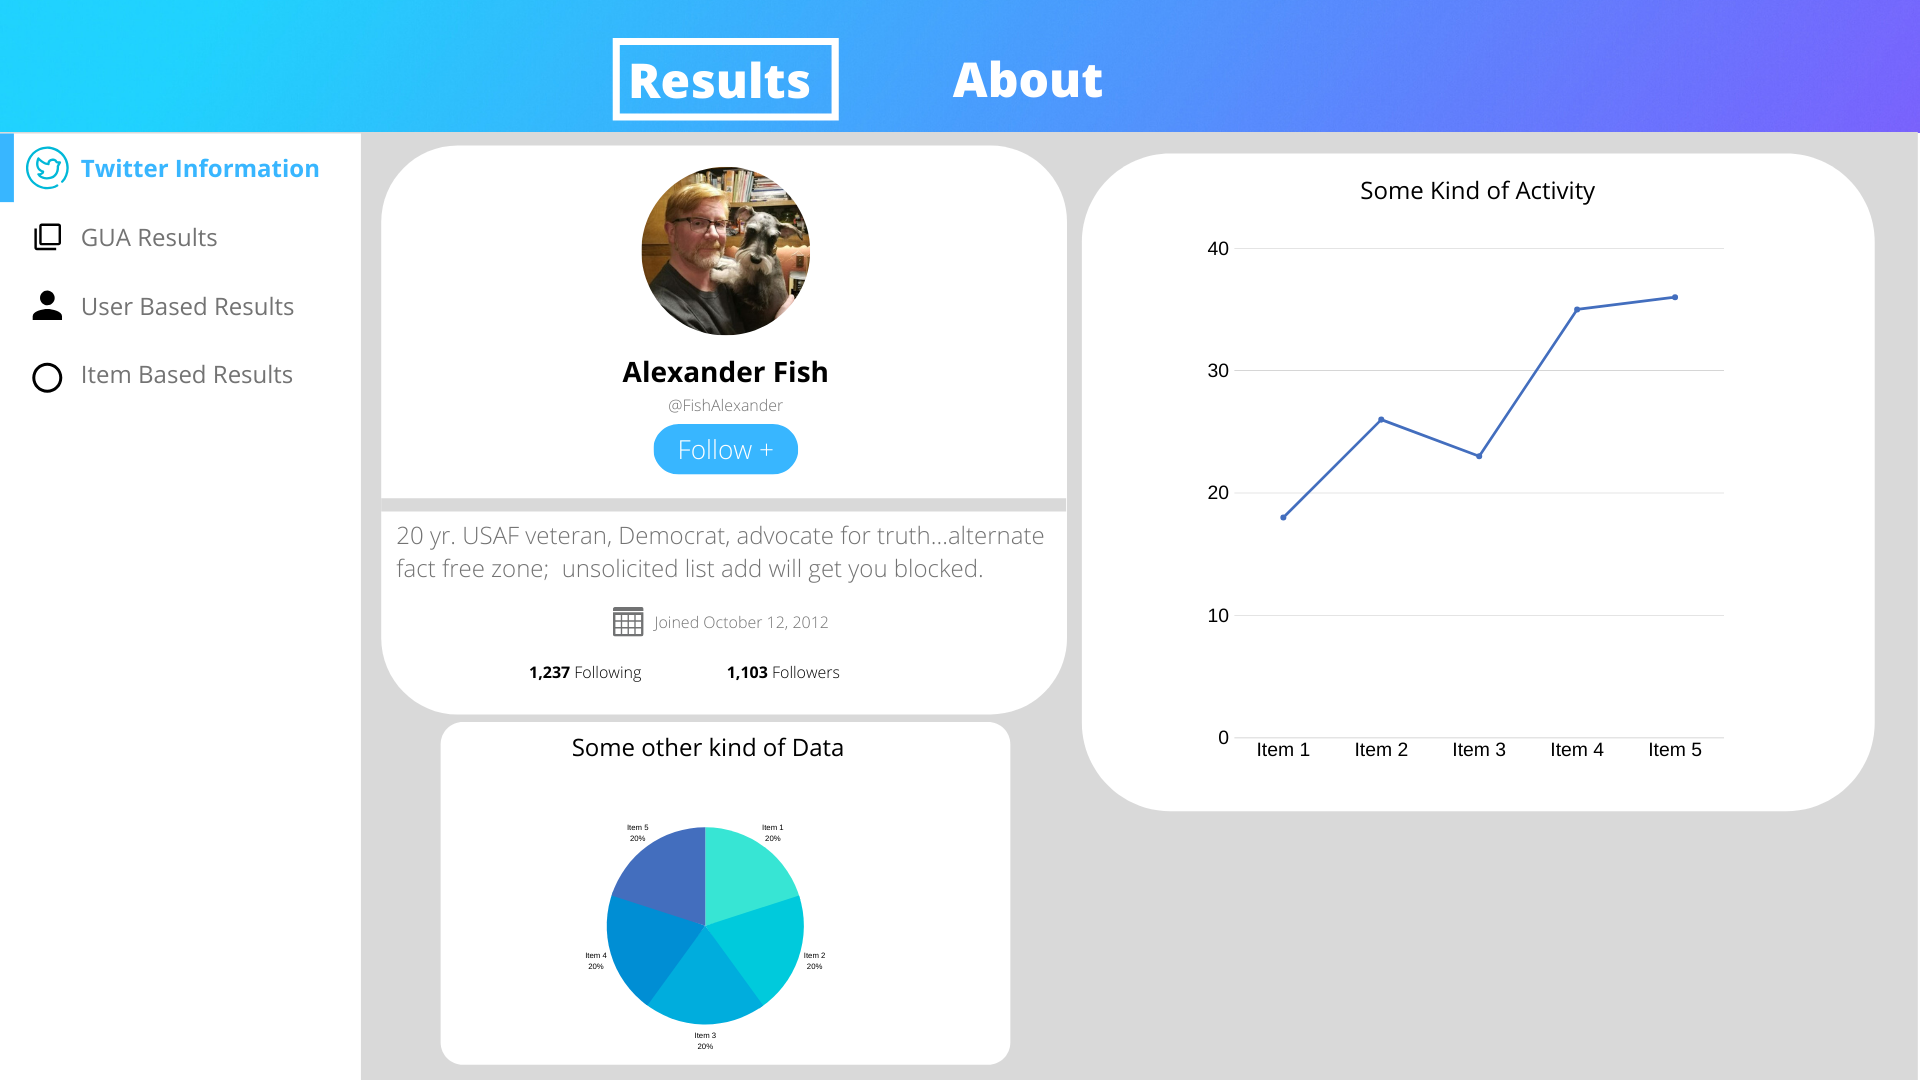 Results
About
Twitter Information
GUA Results
User Based Results
Item Based Results
Alexander Fish
@FishAlexander
Follow +
20 yr. USAF veteran, Democrat, advocate for truth...alternate
fact free zone;  unsolicited list add will get you blocked.
Joined October 12, 2012
1,237 Following
1,103 Followers
Some other kind of Data
Item 5
20%
Item 1
20%
Item 4
20%
Item 2
20%
Item 3
20%
Some Kind of Activity
40
30
20
10
0
Item 1 Item 2 Item 3 Item 4 Item 5